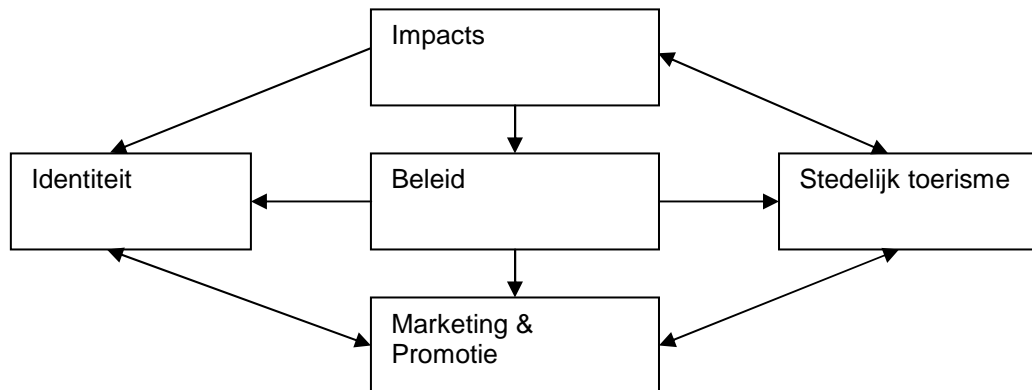 Impacts
Identiteit
Beleid
Stedelijk toerisme
Marketing &
Promotie